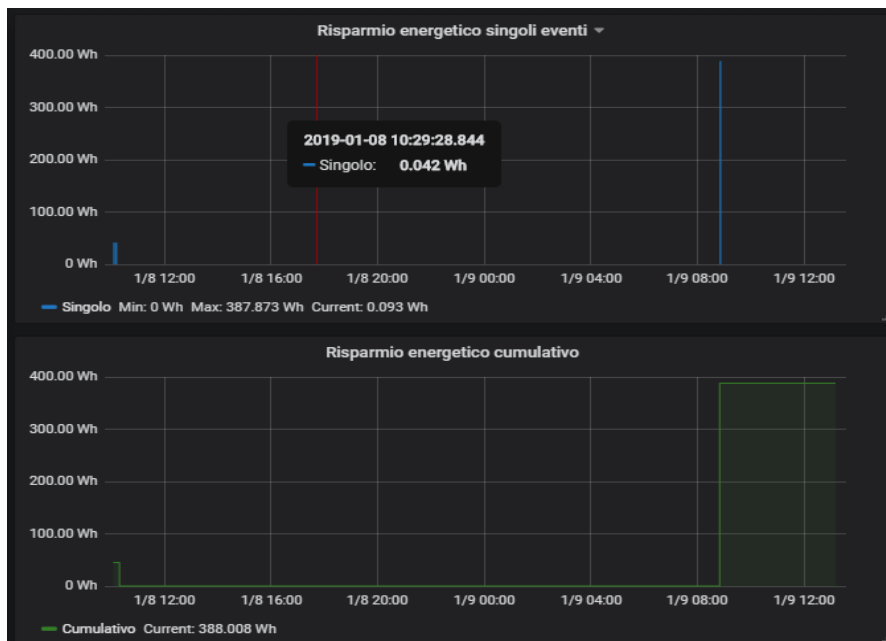 Risparmio energetico singoli eventi
400.00 Wh
300.00 Wh
200.00 Wh
100.00 Wh
0 Wh
2019-01-08 10:29:28.844
Singolo: 0.042 Wh
1/8 12:00 1/8 16:00 1/8 20:00 1/9 00:00 1/9 04:00 1/9 08:00 1/9 12:00
Singolo Min: 0 Wh Max: 387.873 Wh Current: 0.093 Wh
Risparmio energetico cumulativo
400.00 Wh
300.00 Wh
200.00 Wh
100.00 Wh
0 Wh
1/8 12:00 1/8 16:00 1/8 20:00 1/9 00:00 1/9 04:00 1/9 08:00 1/9 12:00
Cumulativo Current: 388.008 Wh